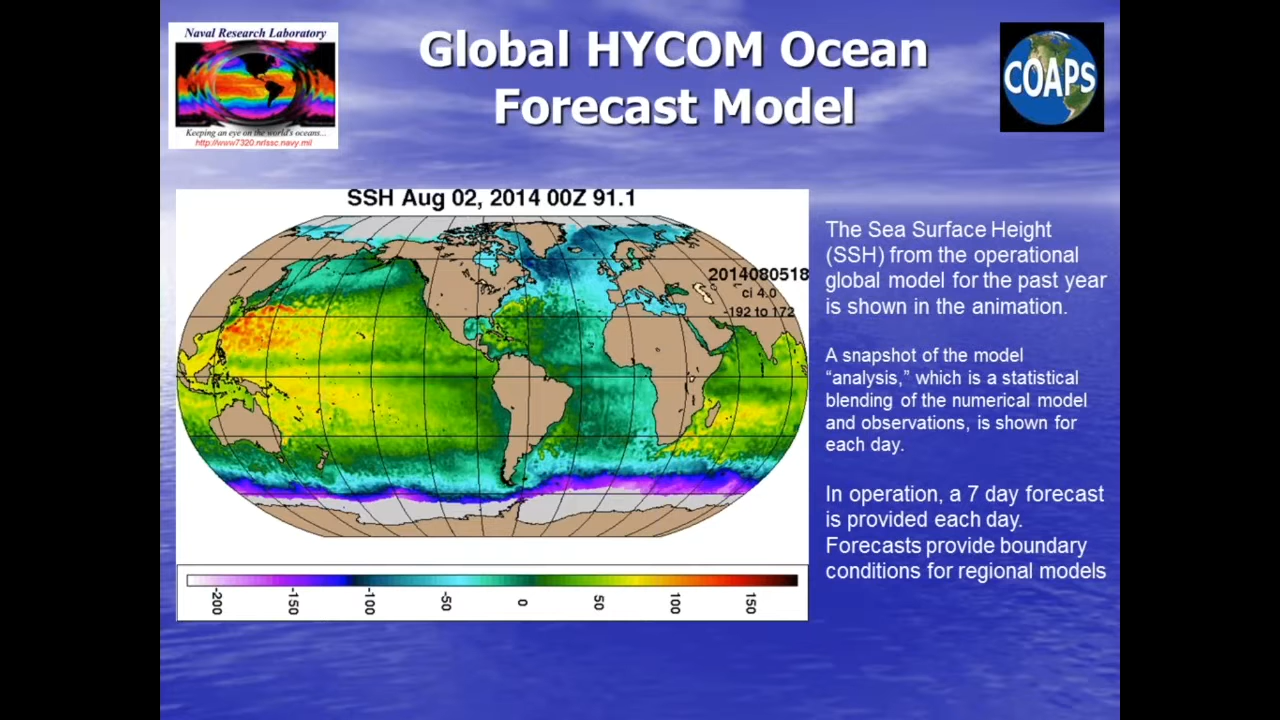 Naval Research Laboratory
Keeping an eye on the world's oceans...
http://www7320.nrlssc.navy.mil
Global HYCOM Ocean
Forecast Model
COAPS
SSH Aug 02, 2014 00Z 91.1
2014080518
ci 4.0
-192 to 172
-200 -150 -100 -50 0 50 100 150
The Sea Surface Height
(SSH) from the operational
global model for the past year
is shown in the animation.
A snapshot of the model
“analysis,” which is a statistical
blending of the numerical model
and observations, is shown for
each day.
In operation, a 7 day forecast
is provided each day.
Forecasts provide boundary
conditions for regional models